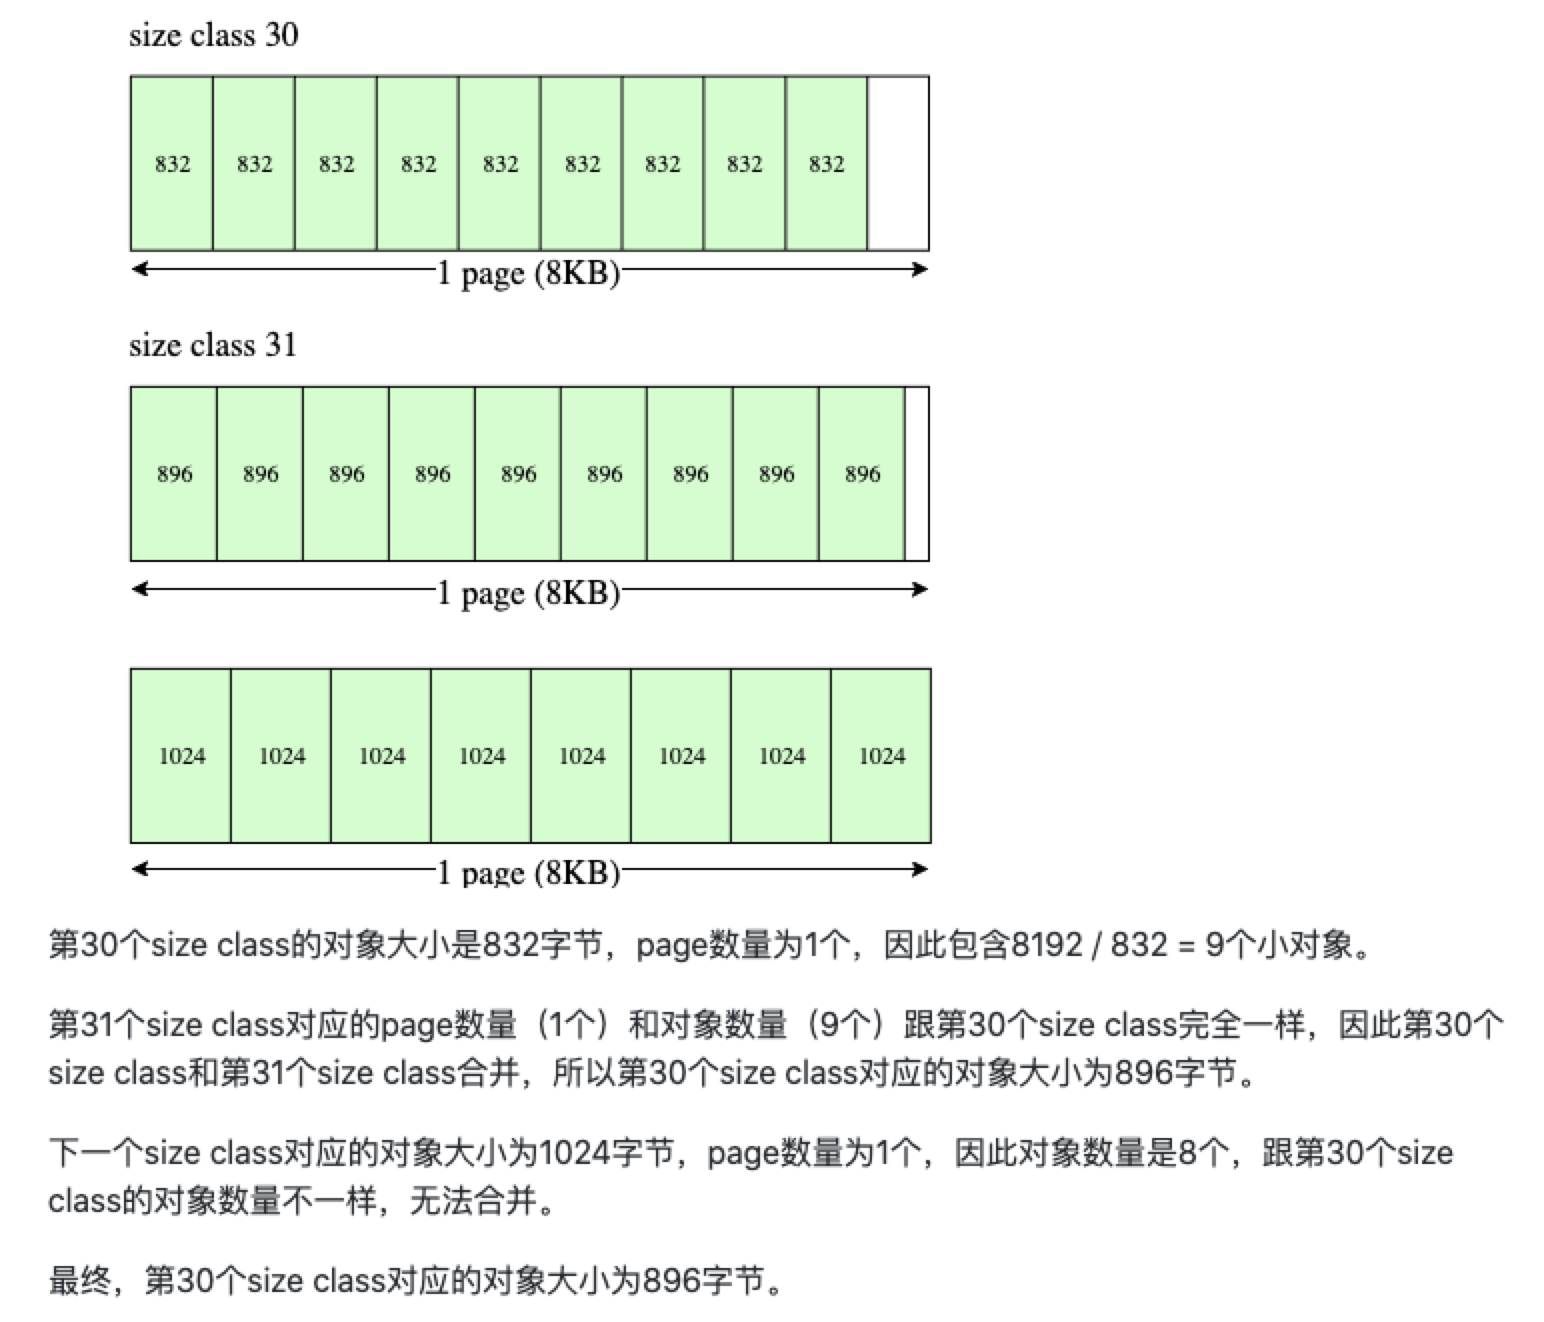 size class 30
832 832 832 832 832 832 832 832 832
1 page (8KB)
size class 31
896 896 896 896 896 896 896 896 896
1 page (8KB)
1024 1024 1024 1024 1024 1024 1024 1024
1 page (8KB)
第30个size class的对象大小是832字节，page数量为1个，因此包含8192 / 832 = 9个小对象。
第31个size class对应的page数量（1个）和对象数量（9个）跟第30个size class完全一样，因此第30个
size class和第31个size class合并，所以第30个size class对应的对象大小为896字节。
下一个size class对应的对象大小为1024字节，page数量为1个，因此对象数量是8个，跟第30个size
class的对象数量不一样，无法合并。
最终，第30个size class对应的对象大小为896字节。